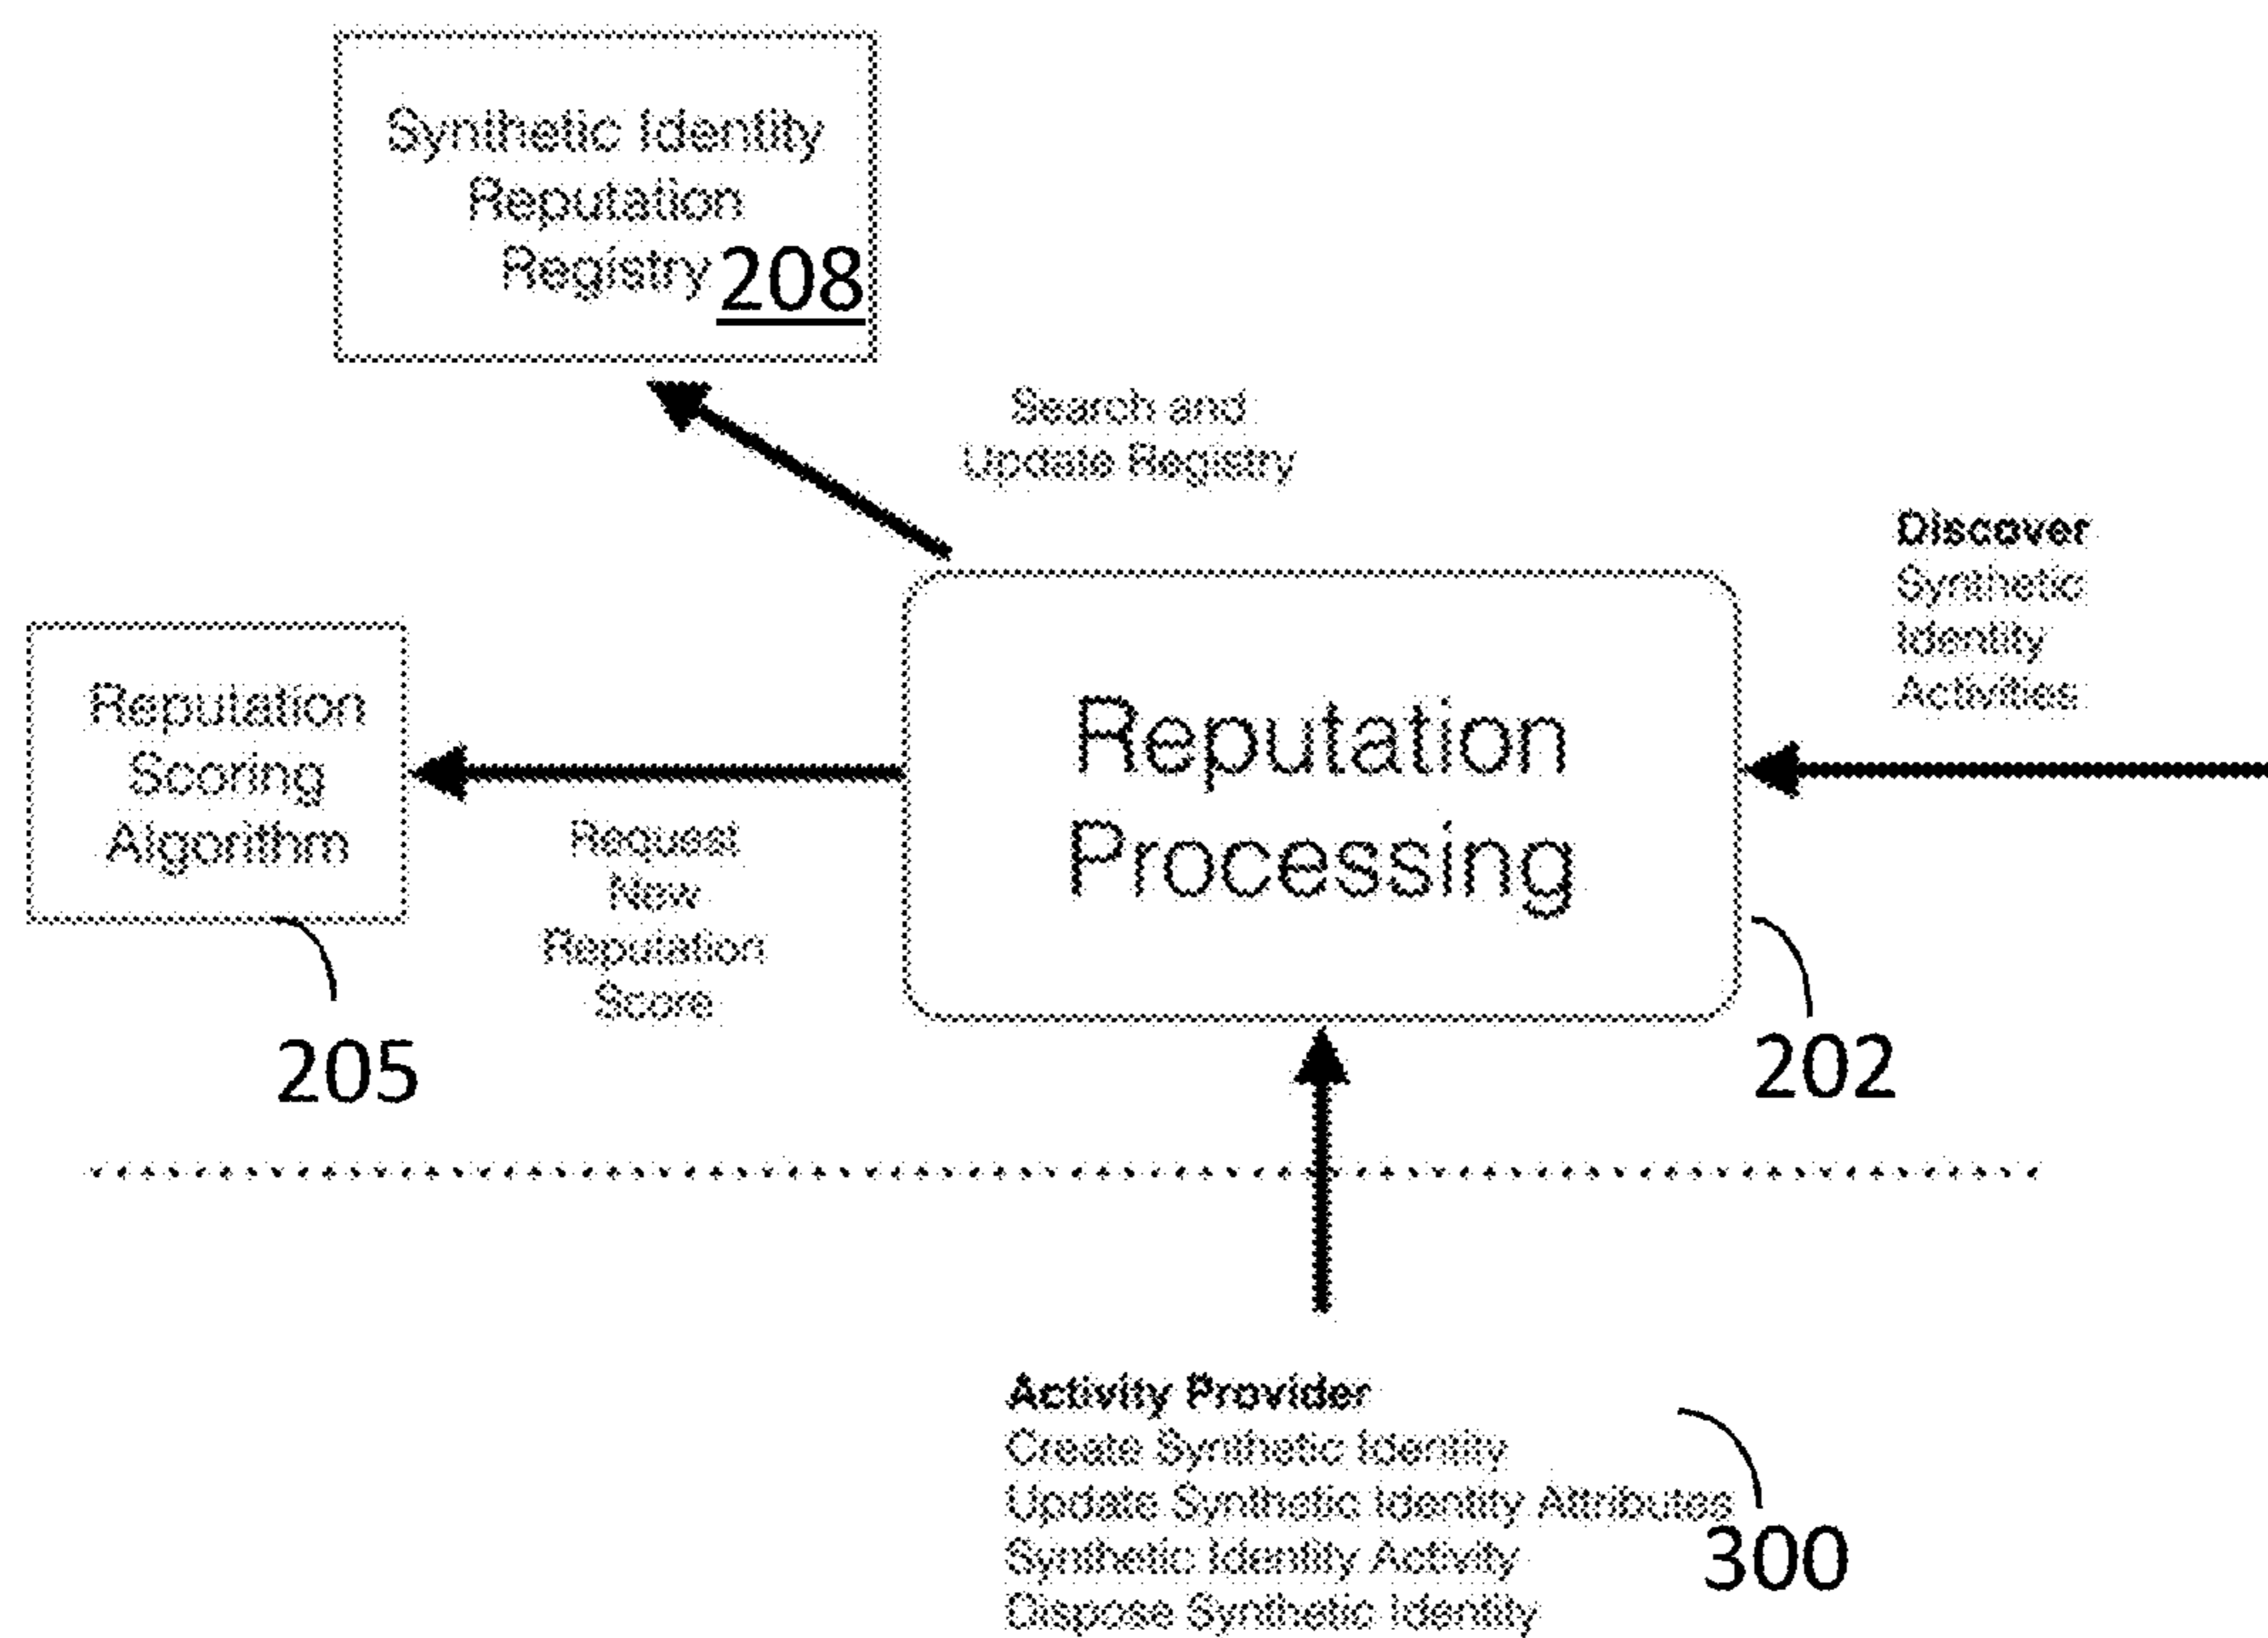 Synthetic Identity
Reputation
Registry 208
Search and
Update Registry
Discover
Synthetic
Identity
Activities
Reputation
Scoring
Algorithm
Request
New
Reputation
Score
Reputation
Processing
205
202
Activity Provider
Create Synthetic Identity
Update Synthetic Identity Attributes
Synthetic Identity Activity
Dispose Synthetic Identity
300